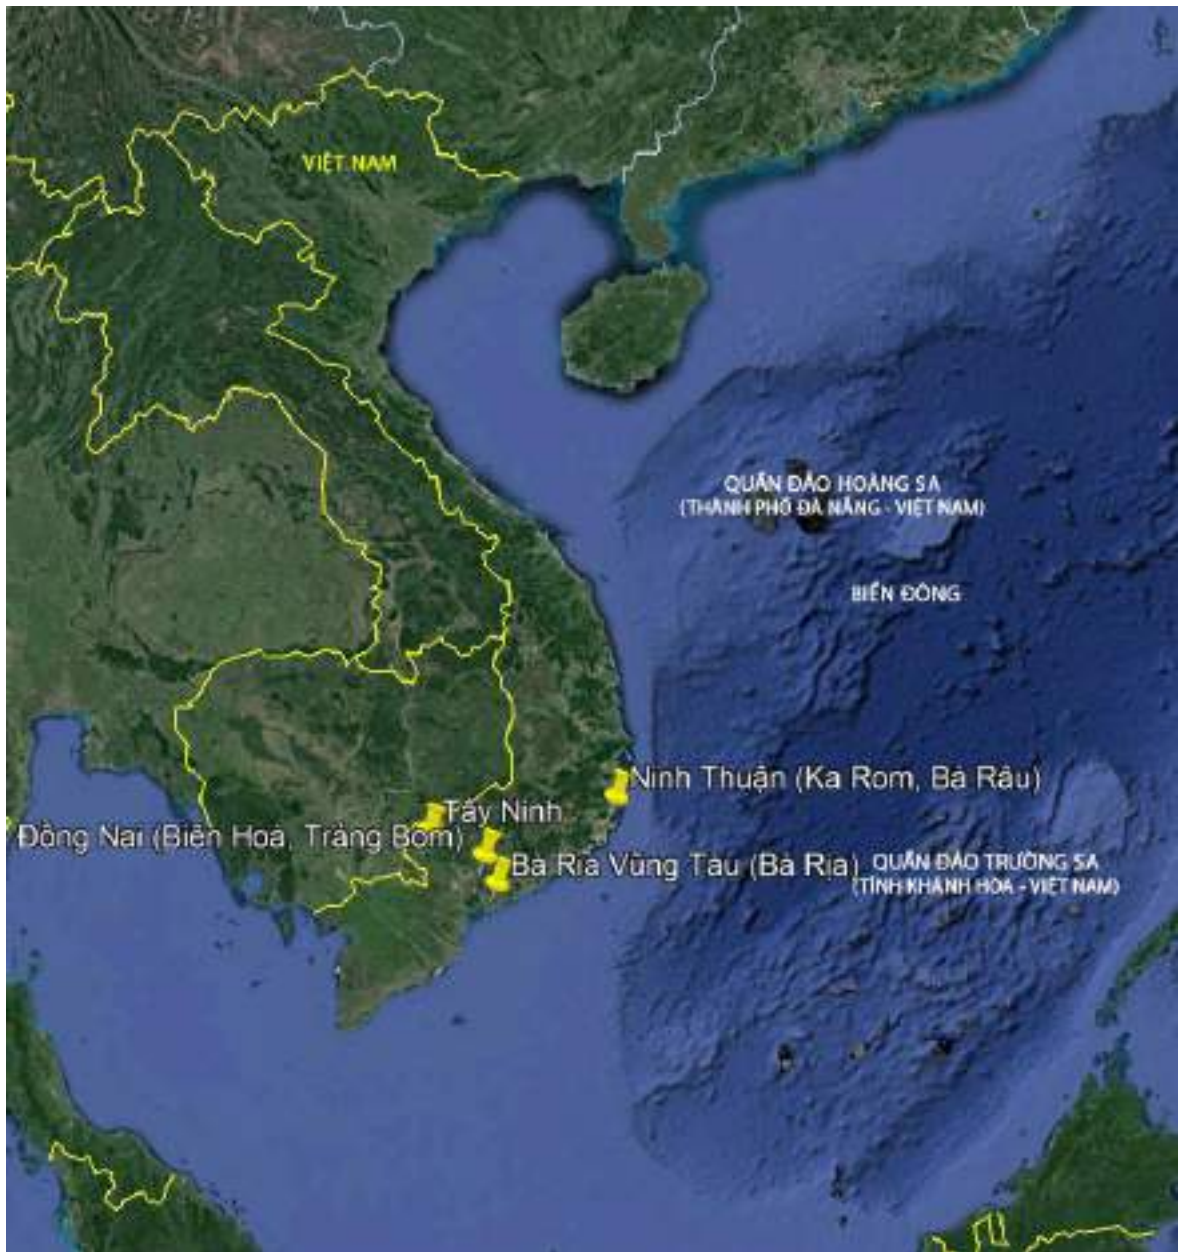 VIỆT NAM
QUẦN ĐẢO HOÀNG SA
(THÀNH PHỐ ĐÀ NẴNG - VIỆT NAM)
BIỂN ĐÔNG
Ninh Thuận (Ka Rom, Bà Râu)
Tây Ninh
Đồng Nai (Biên Hoà, Trảng Bom)
Bà Rịa Vũng Tàu (Bà Rịa)
QUẦN ĐẢO TRƯỜNG SA
(TỈNH KHÁNH HÒA - VIỆT NAM)